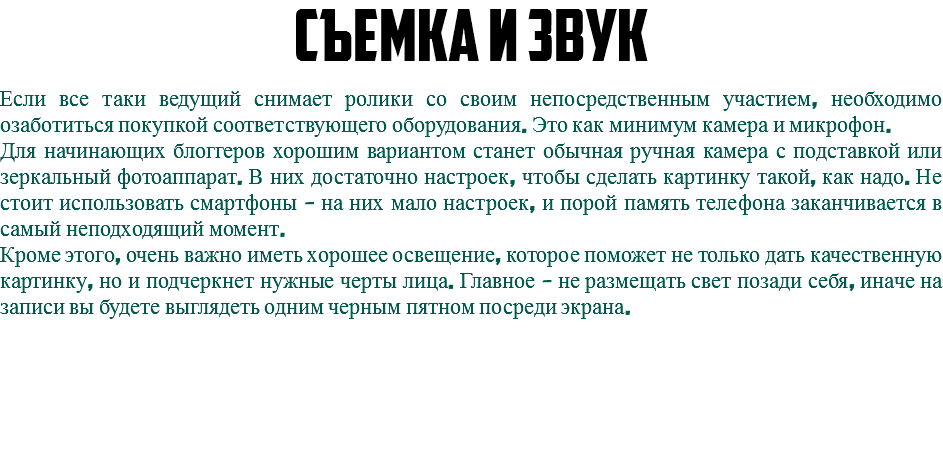 СЪЕМКА И ЗВУК
Если все таки ведущий снимает ролики со своим непосредственным участием, необходимо
озаботиться покупкой соответствующего оборудования. Это как минимум камера и микрофон.
Для начинающих блоггеров хорошим вариантом станет обычная ручная камера с подставкой или
зеркальный фотоаппарат. В них достаточно настроек, чтобы сделать картинку такой, как надо. Не
стоит использовать смартфоны – на них мало настроек, и порой память телефона заканчивается в
самый неподходящий момент.
Кроме этого, очень важно иметь хорошее освещение, которое поможет не только дать качественную
картинку, но и подчеркнет нужные черты лица. Главное – не размещать свет позади себя, иначе на
записи вы будете выглядеть одним черным пятном посреди экрана.